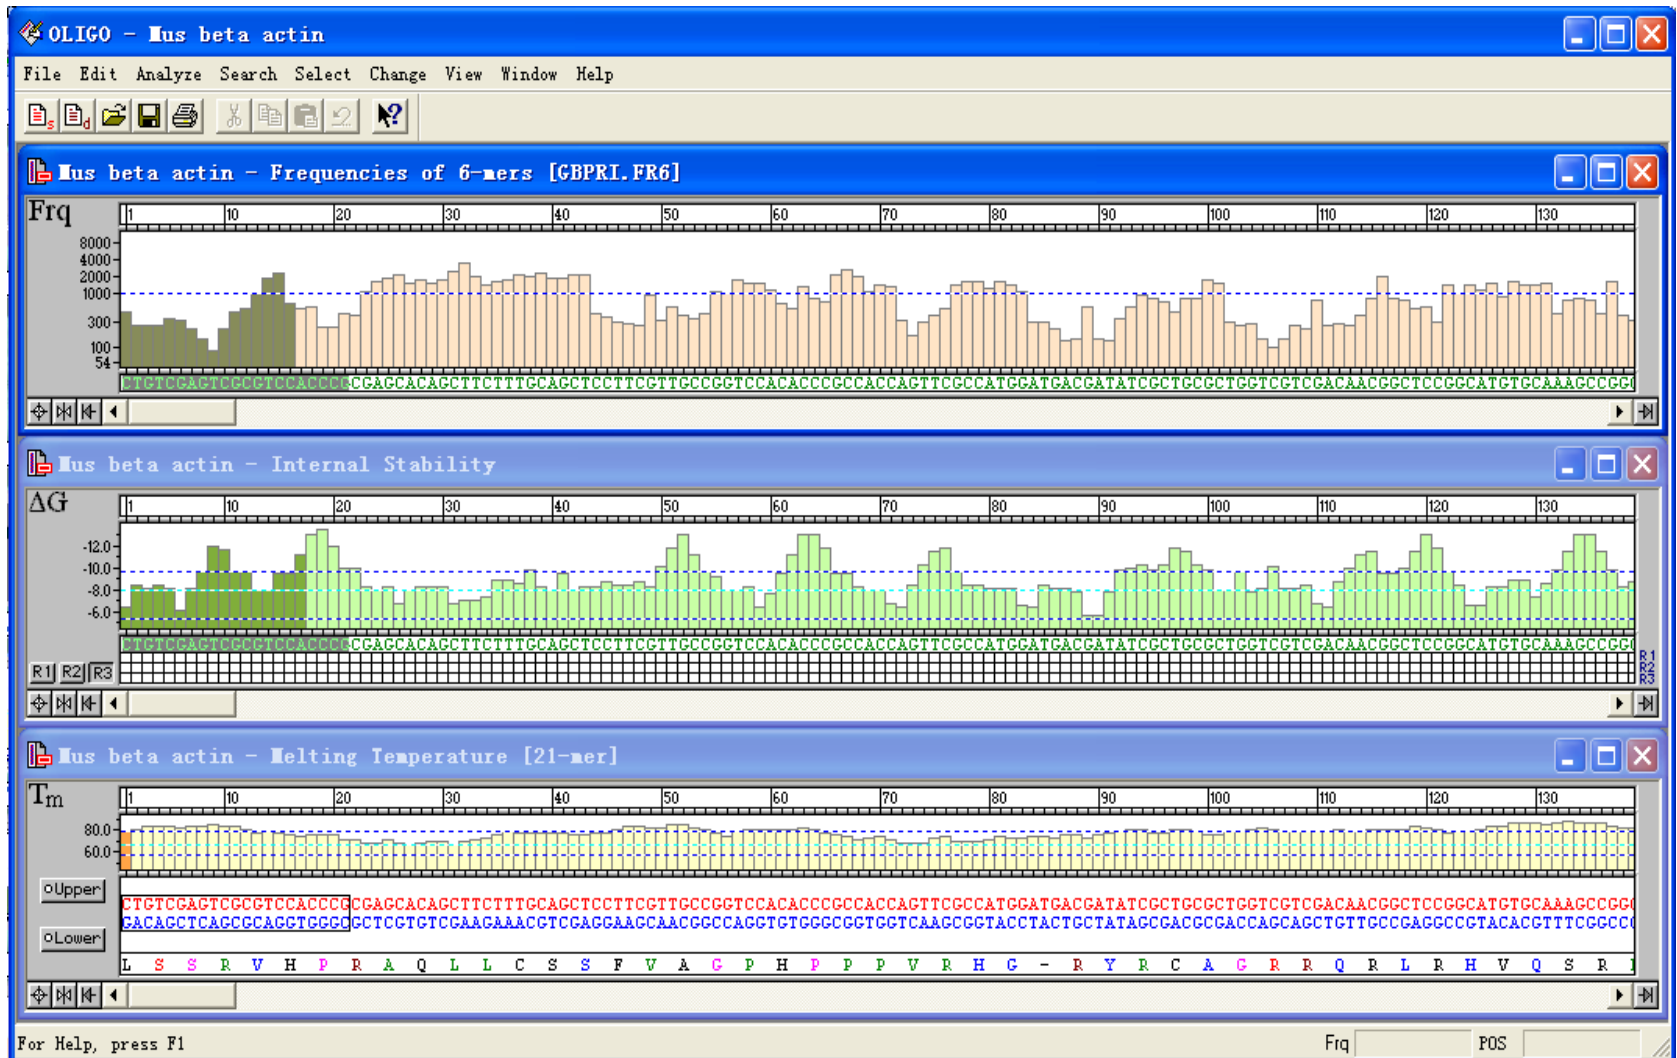 OLIGO - Mus beta actin
File Edit Analyze Search Select Change View Window Help
Mus beta actin - Frequencies of 6-mers [GBPRI.FR6]
Frq
1 10 20 30 40 50 60 70 80 90 100 110 120 130
8000
4000
2000
1000
300
100
54
CTGTCGAGTCGCGTCCACCCGCGAGCACAGCTTCTTTGCAGCTCCTTCGTTGCCGGTCCACACCCGCCACCAGTTCGCCATGGATGACGATATCGCTGCGCTGGTCGTCGACAACGGCTCCGGCATGTGCAAAGCCGG
Mus beta actin - Internal Stability
ΔG
1 10 20 30 40 50 60 70 80 90 100 110 120 130
-12.0
-10.0
-8.0
-6.0
CTGTCGAGTCGCGTCCACCCGCGAGCACAGCTTCTTTGCAGCTCCTTCGTTGCCGGTCCACACCCGCCACCAGTTCGCCATGGATGACGATATCGCTGCGCTGGTCGTCGACAACGGCTCCGGCATGTGCAAAGCCGG
R1 R2 R3
R1
R2
R3
Mus beta actin - Melting Temperature [21-mer]
Tm
1 10 20 30 40 50 60 70 80 90 100 110 120 130
80.0
60.0
Upper
CTGTCGAGTCGCGTCCACCCGCGAGCACAGCTTCTTTGCAGCTCCTTCGTTGCCGGTCCACACCCGCCACCAGTTCGCCATGGATGACGATATCGCTGCGCTGGTCGTCGACAACGGCTCCGGCATGTGCAAAGCCGG
GACAGCTCAGCGCAGGTGGGCGCTCGTGTCGAAGAAACGTCGAGGAAGCAACGGCCAGGTGTGGGCGGTGGTCAAGCGGTACCTACTGCTATAGCGACGCGACCAGCAGCTGTTGCCGAGGCCGTACACGTTTCGGCC
Lower
L S S R V H P R A Q L L C S S F V A G P H P P P V R H G - R Y R C A G R R Q R L R H V Q S R
For Help, press F1
Frq
POS